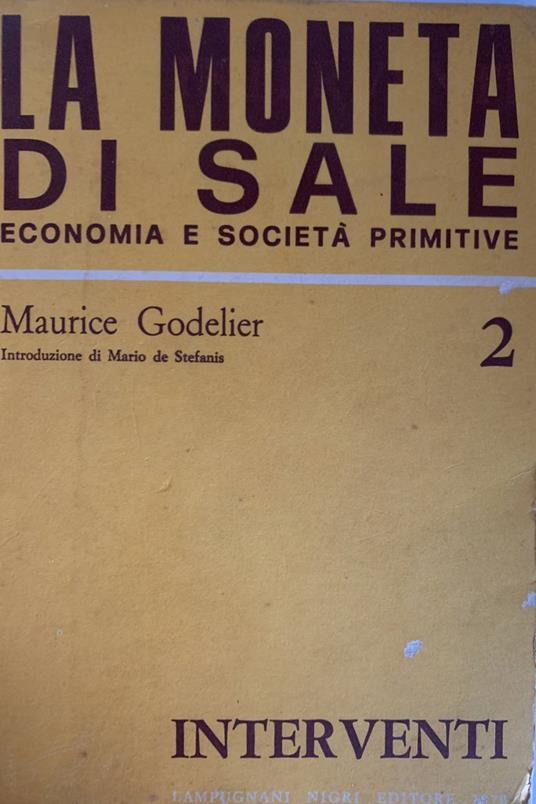 LA MONETA
DI SALE
ECONOMIA E SOCIETÀ PRIMITIVE
Maurice Godelier
Introduzione di Mario de Stefanis
2
INTERVENTI
LAMPUGNANI NIGRI EDITORE